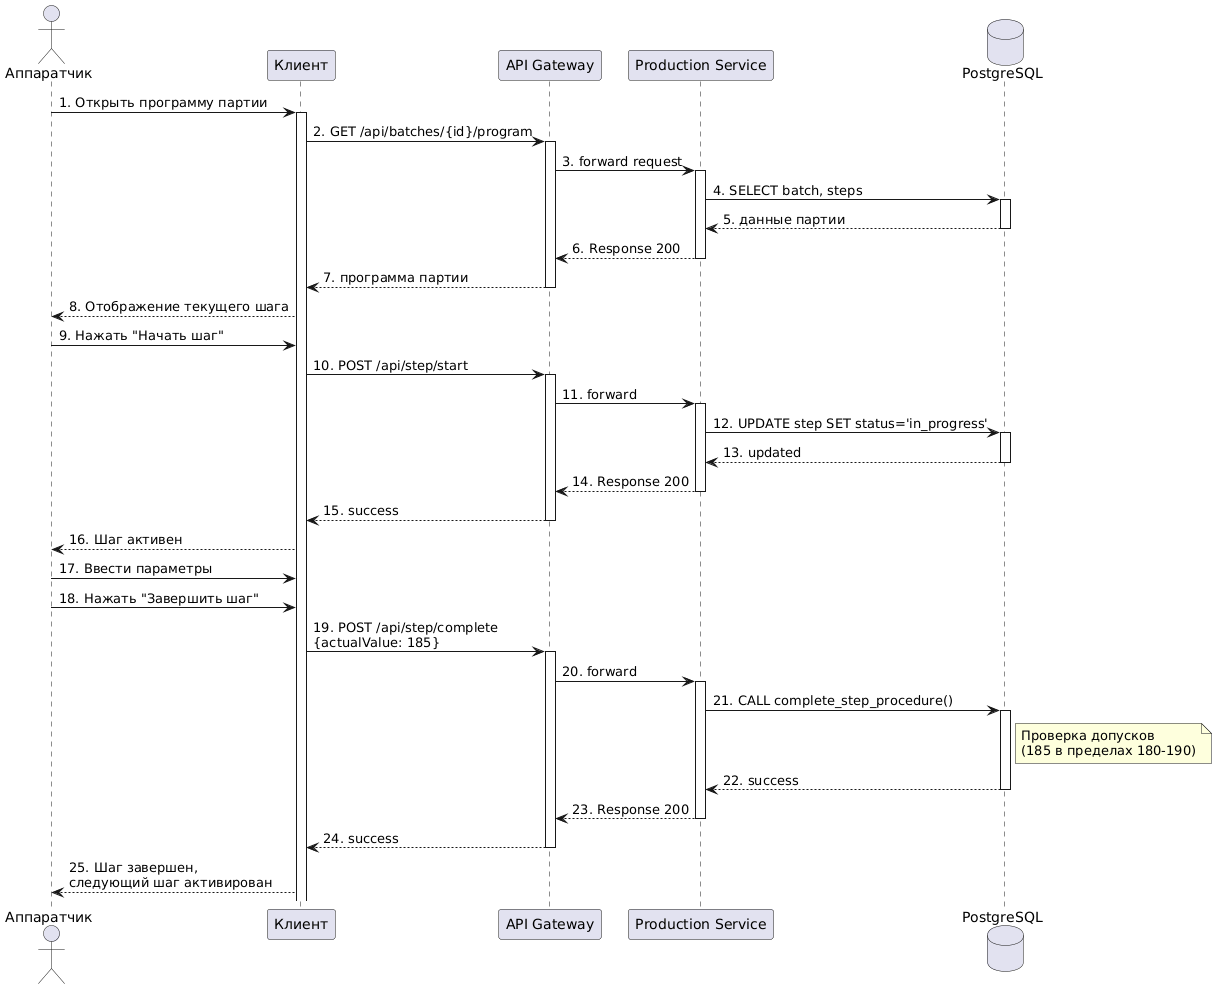 Аппаратчик
Клиент
API Gateway
Production Service
PostgreSQL
1. Открыть программу партии
2. GET /api/batches/{id}/program
3. forward request
4. SELECT batch, steps
5. данные партии
6. Response 200
7. программа партии
8. Отображение текущего шага
9. Нажать "Начать шаг"
10. POST /api/step/start
11. forward
12. UPDATE step SET status='in_progress'
13. updated
14. Response 200
15. success
16. Шаг активен
17. Ввести параметры
18. Нажать "Завершить шаг"
19. POST /api/step/complete
{actualValue: 185}
20. forward
21. CALL complete_step_procedure()
Проверка допусков
(185 в пределах 180-190)
22. success
23. Response 200
24. success
25. Шаг завершен,
следующий шаг активирован
Аппаратчик
Клиент
API Gateway
Production Service
PostgreSQL